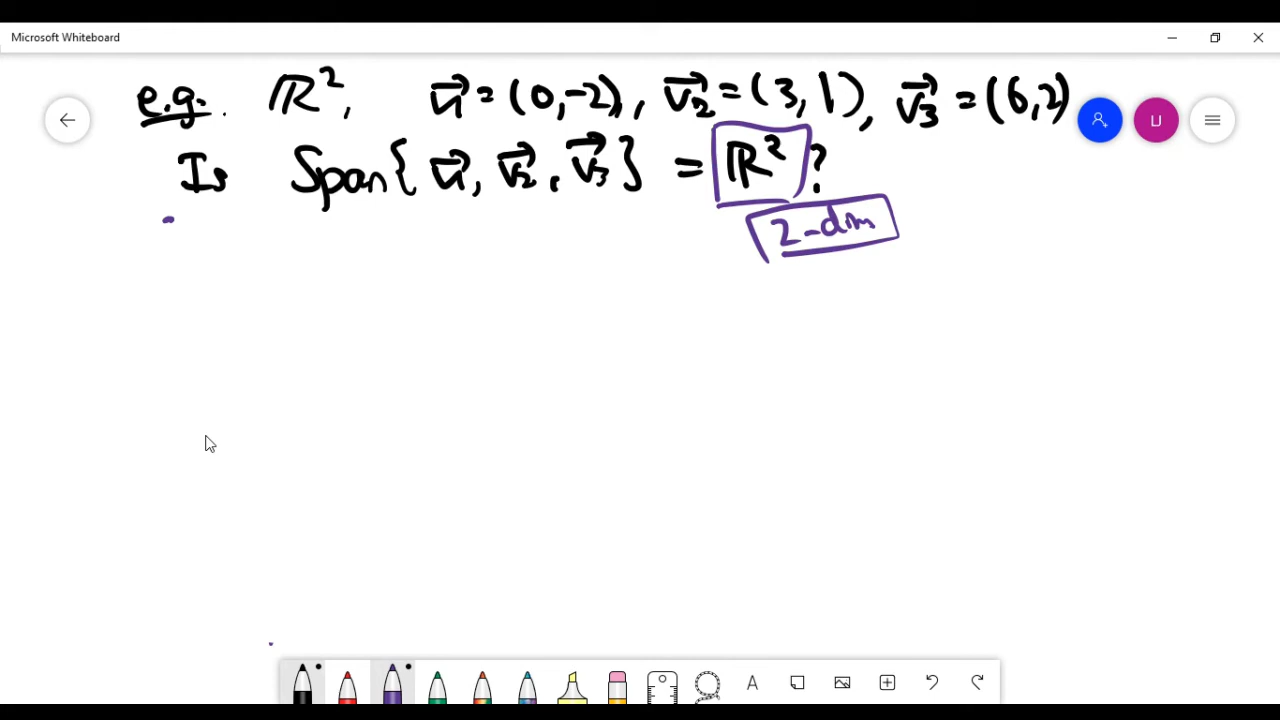 Microsoft Whiteboard
e.g. ℝ², v⃗₁ = (0,-2), v⃗₂ = (3,1), v⃗₃ = (6,2)
Is Span{v⃗₁, v⃗₂, v⃗₃} = ℝ²?
2-dim
LJ
A